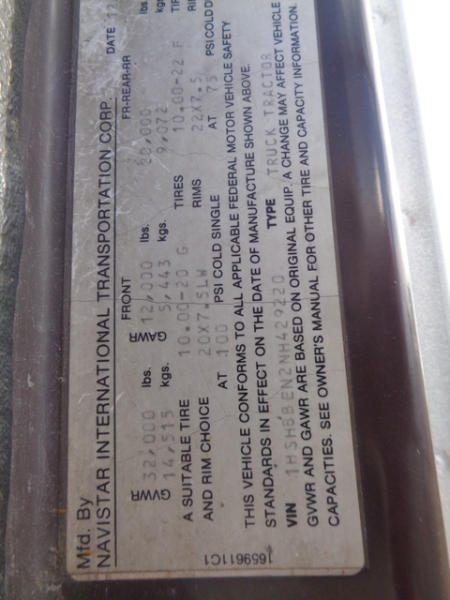 Mfd. By
NAVISTAR INTERNATIONAL TRANSPORTATION CORP. DATE
FRONT FR-REAR-RR
GVWR 32,000 lbs. GAWR 12,000 lbs. 20,000 lbs
14,515 kgs. 5,443 kgs. 9,072 kgs
A SUITABLE TIRE 10.00-20 G TIRES 10.00-22 F
AND RIM CHOICE 20X7.5LW RIMS 22X7.5
AT 100 PSI COLD SINGLE AT 75 PSI COLD
THIS VEHICLE CONFORMS TO ALL APPLICABLE FEDERAL MOTOR VEHICLE SAFETY
STANDARDS IN EFFECT ON THE DATE OF MANUFACTURE SHOWN ABOVE.
VIN 1HSHBBEN2NH429220 TYPE TRUCK TRACTOR
GVWR AND GAWR ARE BASED ON ORIGINAL EQUIP. A CHANGE MAY AFFECT VEHICLE
CAPACITIES. SEE OWNER'S MANUAL FOR OTHER TIRE AND CAPACITY INFORMATION.
1659611C1